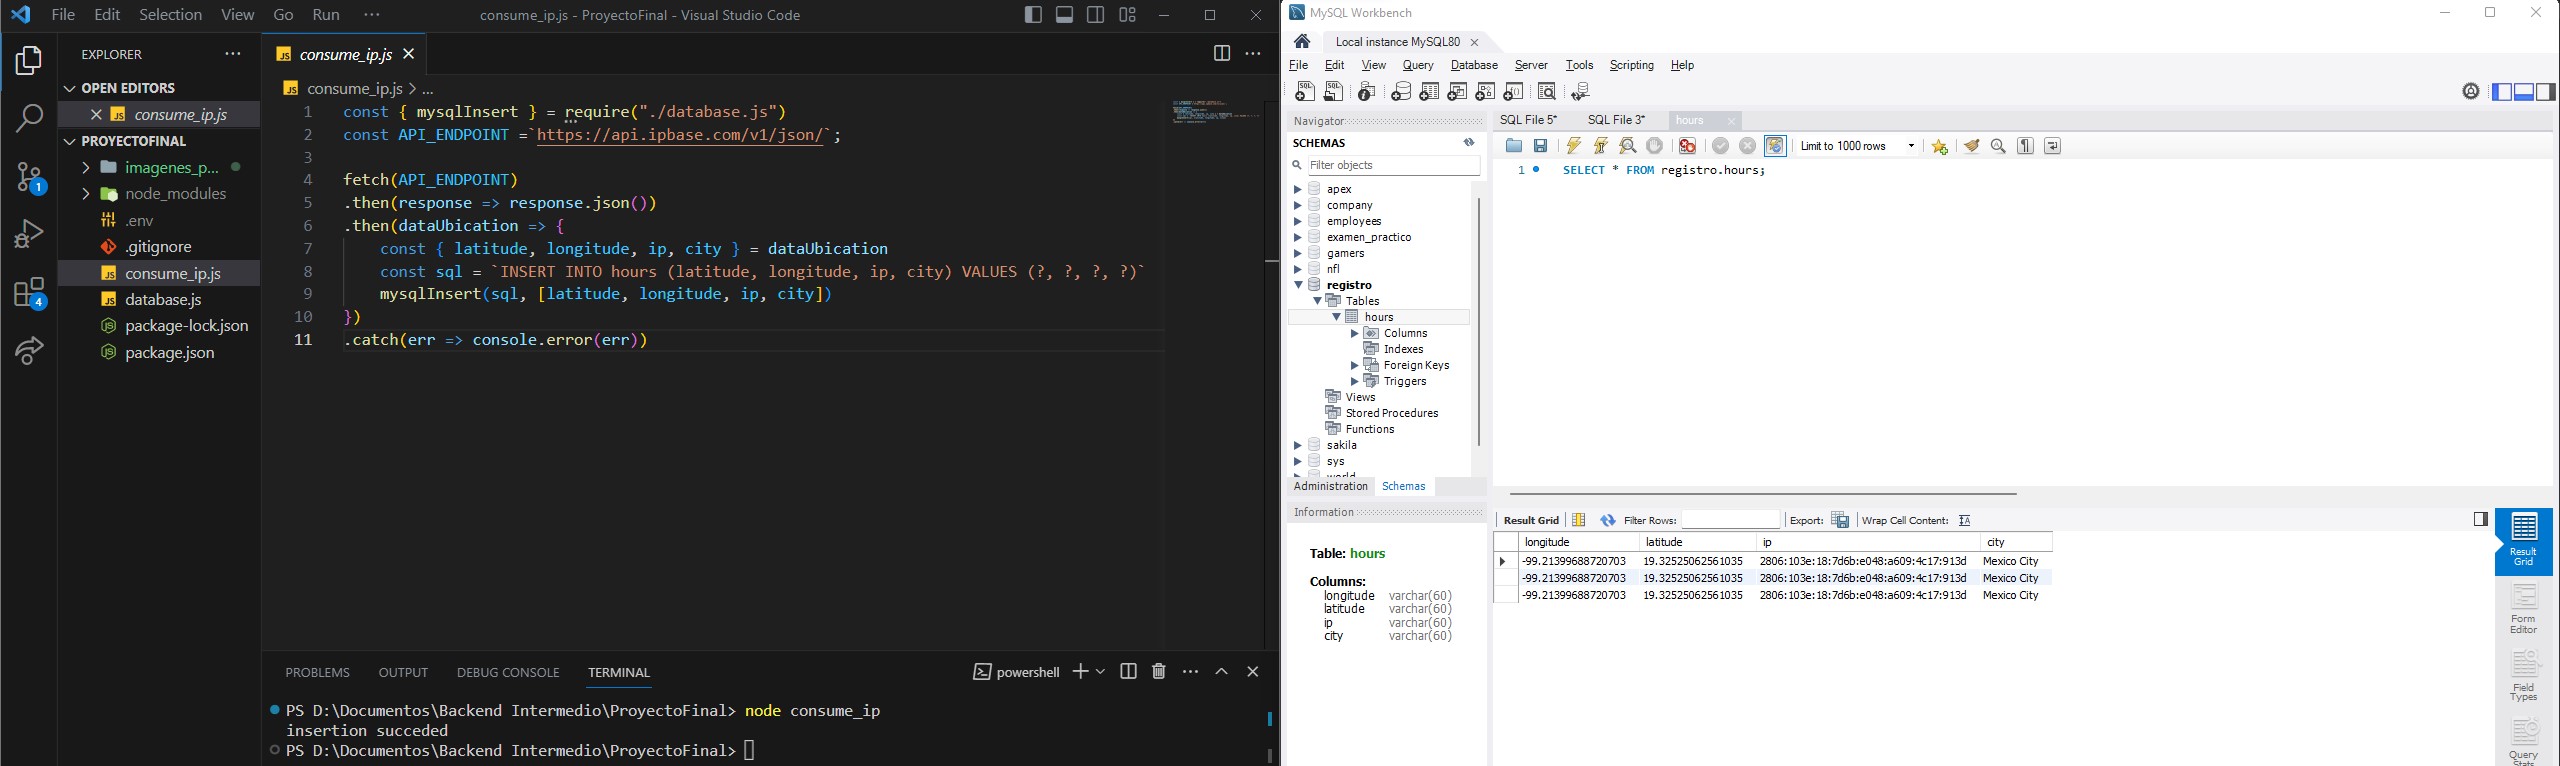 File Edit Selection View Go Run ··· consume_ip.js - ProyectoFinal - Visual Studio Code
EXPLORER ···
OPEN EDITORS
consume_ip.js
PROYECTOFINAL
imagenes_p...
node_modules
.env
.gitignore
consume_ip.js
database.js
package-lock.json
package.json
1
4
consume_ip.js
consume_ip.js > ...
1 const { mysqlInsert } = require("./database.js")
2 const API_ENDPOINT =`https://api.ipbase.com/v1/json/`;
3
4 fetch(API_ENDPOINT)
5 .then(response => response.json())
6 .then(dataUbication => {
7 const { latitude, longitude, ip, city } = dataUbication
8 const sql = `INSERT INTO hours (latitude, longitude, ip, city) VALUES (?, ?, ?, ?)`
9 mysqlInsert(sql, [latitude, longitude, ip, city])
10 })
11 .catch(err => console.error(err))
PROBLEMS OUTPUT DEBUG CONSOLE TERMINAL powershell
PS D:\Documentos\Backend Intermedio\ProyectoFinal> node consume_ip
insertion succeded
PS D:\Documentos\Backend Intermedio\ProyectoFinal>
MySQL Workbench
Local instance MySQL80
File Edit View Query Database Server Tools Scripting Help
Navigator
SCHEMAS
Filter objects
apex
company
employees
examen_practico
gamers
nfl
registro
Tables
hours
Columns
Indexes
Foreign Keys
Triggers
Views
Stored Procedures
Functions
sakila
sys
world
Administration Schemas
Information
Table: hours
Columns:
longitude varchar(60)
latitude varchar(60)
ip varchar(60)
city varchar(60)
SQL File 5* SQL File 3* hours
Limit to 1000 rows
1 SELECT * FROM registro.hours;
Result Grid Filter Rows: Export: Wrap Cell Content:
longitude latitude ip city
-99.21399688720703 19.32525062561035 2806:103e:18:7d6b:e048:a609:4c17:913d Mexico City
-99.21399688720703 19.32525062561035 2806:103e:18:7d6b:e048:a609:4c17:913d Mexico City
-99.21399688720703 19.32525062561035 2806:103e:18:7d6b:e048:a609:4c17:913d Mexico City
Result
Grid
Form
Editor
Field
Types
Query
Stats